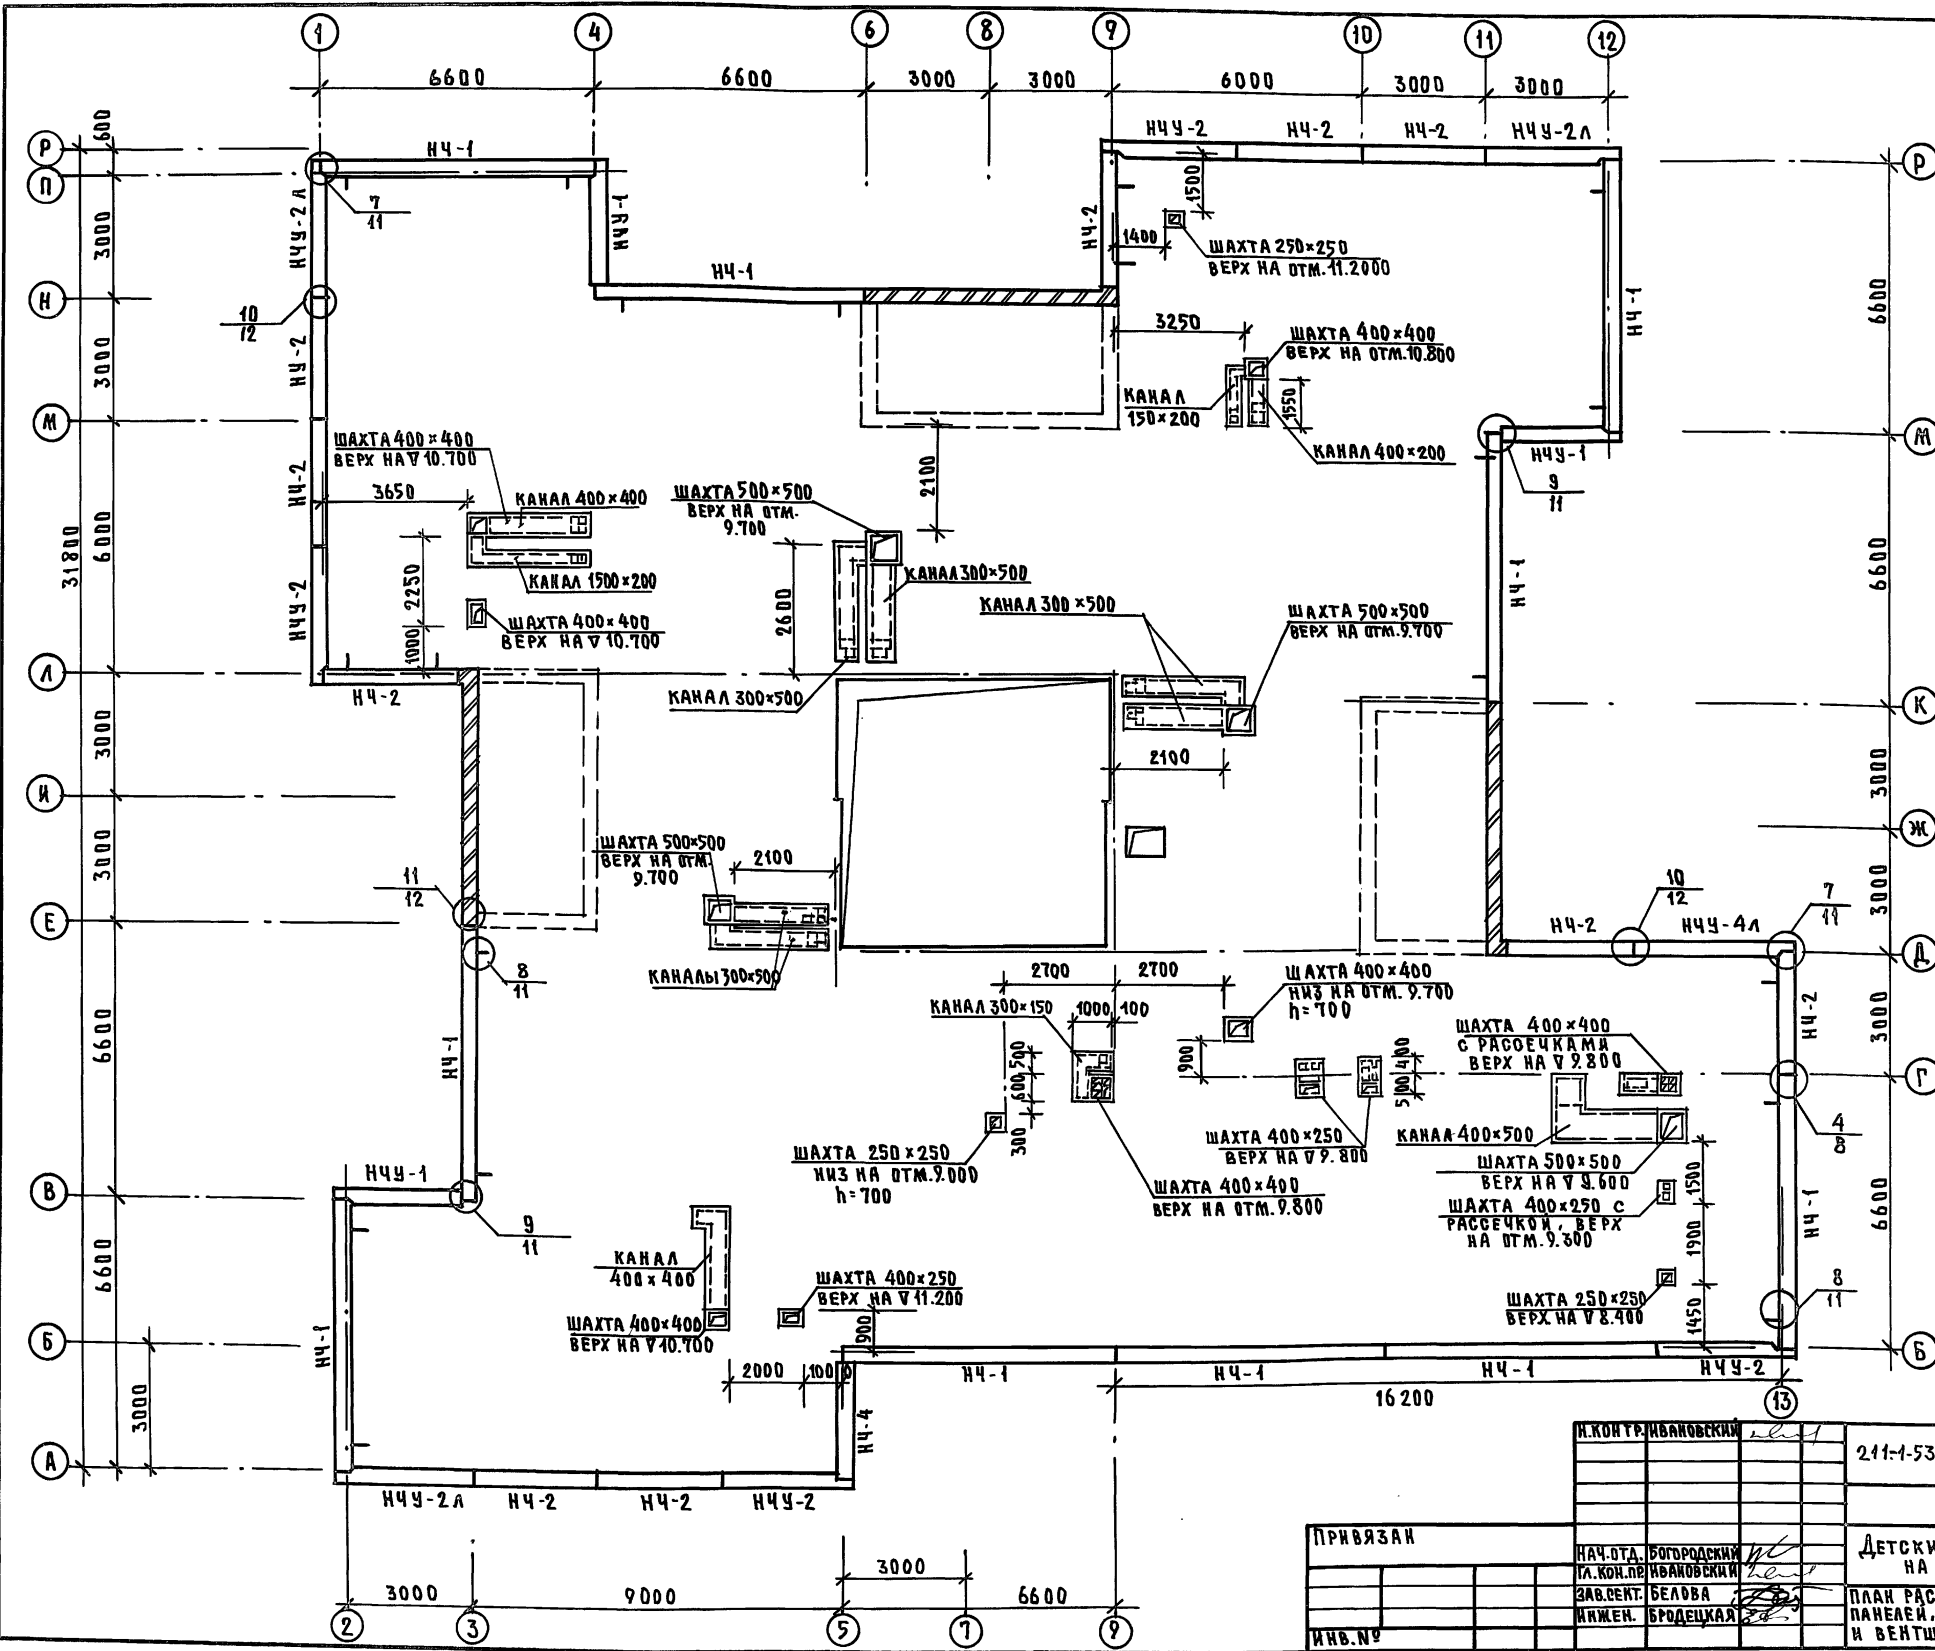 1 4 6 8 9 10 11 12
6600 6600 3000 3000 6000 3000 3000
Р
П
Н
М
Л
И
Е
В
Б
А
600
3000
3000
6000
31800
3000
3000
6600
6600
3000
НЧ-1
7
11
НЧУ-2Л
10
12
НЧ-2
НЧ-2
НЧУ-2
НЧУ-1
НЧ-1
НЧ-2
НЧУ-2 НЧ-2 НЧ-2 НЧУ-2Л
1500
1400
ШАХТА 250×250
ВЕРХ НА ОТМ.11.2000
3250
ШАХТА 400×400
ВЕРХ НА ОТМ.10.800
КАНАЛ
150×200
1550
КАНАЛ 400×200
НЧ-1
НЧУ-1
9
11
НЧ-1
Р
М
К
Ж
Д
Г
Б
6600
6600
3000
3000
3000
6600
ШАХТА 400×400
ВЕРХ НА ∇ 10.700
3650
КАНАЛ 400×400
КАНАЛ 1500×200
2250
1000
ШАХТА 400×400
ВЕРХ НА ∇ 10.700
НЧ-2
ШАХТА 500×500
ВЕРХ НА ОТМ.
9.700
2100
2600
КАНАЛ 300×500
КАНАЛ 300×500
КАНАЛ 300×500
ШАХТА 500×500
ВЕРХ НА ОТМ.9.700
2100
ШАХТА 500×500
ВЕРХ НА ОТМ.
9.700
2100
КАНАЛЫ 300×500
11
12
8
11
НЧ-1
НЧ-2
10
12
НЧУ-4Л
7
11
НЧ-2
4
8
НЧ-1
8
11
2700 2700
ШАХТА 400×400
НИЗ НА ОТМ. 9.700
h=700
КАНАЛ 300×150
1000 100
900
500
600
300
400
500
ШАХТА 400×400
С РАССЕЧКАМИ
ВЕРХ НА ∇ 9.800
ШАХТА 250×250
НИЗ НА ОТМ.9.000
h=700
ШАХТА 400×250
ВЕРХ НА ∇ 9.800
ШАХТА 400×400
ВЕРХ НА ОТМ.9.800
КАНАЛ 400×500
ШАХТА 500×500
ВЕРХ НА ∇ 9.600
ШАХТА 400×250 С
РАССЕЧКОЙ, ВЕРХ
НА ОТМ.9.300
1500
1900
1450
ШАХТА 250×250
ВЕРХ НА ∇ 8.400
НЧУ-1
9
11
КАНАЛ
400×400
ШАХТА 400×250
ВЕРХ НА ∇ 11.200
ШАХТА 400×400
ВЕРХ НА ∇ 10.700
900
2000 1000
НЧ-1
НЧ-4
НЧ-1 НЧ-1 НЧ-1 НЧУ-2
16200
13
НЧУ-2Л НЧ-2 НЧ-2 НЧУ-2
3000
3000 9000 6600
2 3 5 7 9
Н.КОНТР. ИВАНОВСКИЙ
211-1-53
ПРИВЯЗАН
НАЧ.ОТД. БОГОРОДСКИЙ
ГЛ.КОН.ПР ИВАНОВСКИЙ
ЗАВ.СЕКТ. БЕЛОВА
ИНЖЕН. БРОДЕЦКАЯ
ДЕТСКИ
НА
ПЛАН РАС
ПАНЕЛЕЙ,
И ВЕНТШ
ИНВ.№